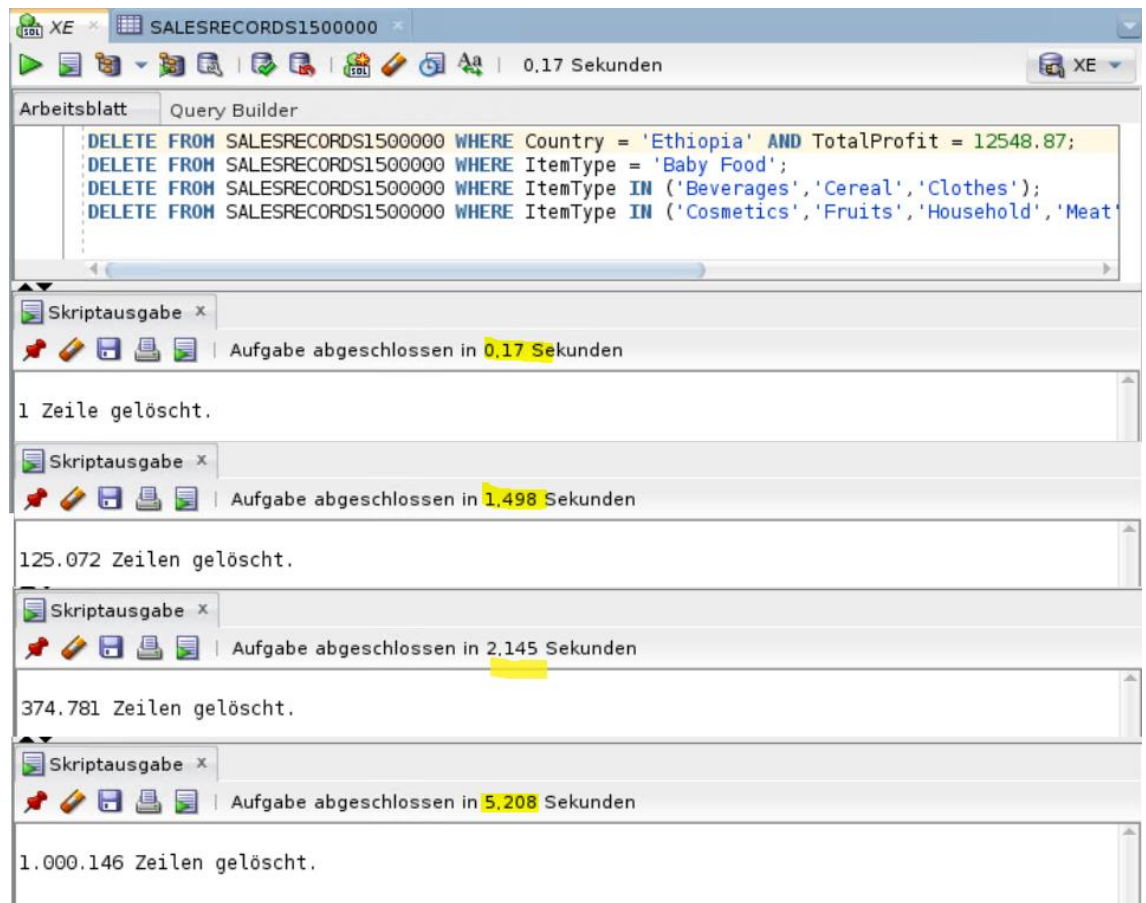 XE SALESRECORDS1500000
0,17 Sekunden XE
Arbeitsblatt Query Builder
DELETE FROM SALESRECORDS1500000 WHERE Country = 'Ethiopia' AND TotalProfit = 12548.87;
DELETE FROM SALESRECORDS1500000 WHERE ItemType = 'Baby Food';
DELETE FROM SALESRECORDS1500000 WHERE ItemType IN ('Beverages','Cereal','Clothes');
DELETE FROM SALESRECORDS1500000 WHERE ItemType IN ('Cosmetics','Fruits','Household','Meat'
Skriptausgabe x
Aufgabe abgeschlossen in 0,17 Sekunden
1 Zeile gelöscht.
Skriptausgabe x
Aufgabe abgeschlossen in 1,498 Sekunden
125.072 Zeilen gelöscht.
Skriptausgabe x
Aufgabe abgeschlossen in 2,145 Sekunden
374.781 Zeilen gelöscht.
Skriptausgabe x
Aufgabe abgeschlossen in 5,208 Sekunden
1.000.146 Zeilen gelöscht.